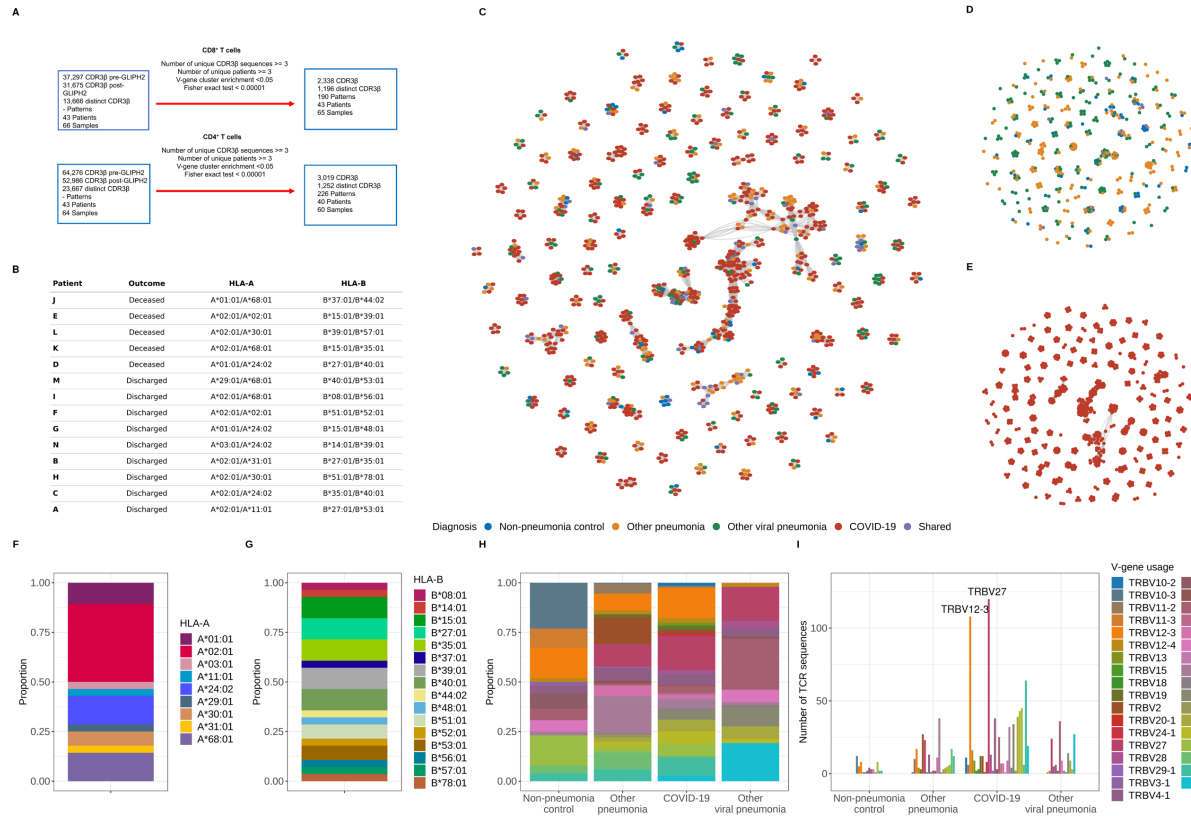 A
CD8⁺ T cells
Number of unique CDR3β sequences >= 3
Number of unique patients >= 3
V-gene cluster enrichment <0.05
Fisher exact test < 0.00001
37,297 CDR3β pre-GLIPH2
31,675 CDR3β post-
GLIPH2
13,666 distinct CDR3β
- Patterns
43 Patients
66 Samples
2,338 CDR3β
1,196 distinct CDR3β
190 Patterns
43 Patients
65 Samples
CD4⁺ T cells
Number of unique CDR3β sequences >= 3
Number of unique patients >= 3
V-gene cluster enrichment <0.05
Fisher exact test < 0.00001
64,276 CDR3β pre-GLIPH2
52,986 CDR3β post-GLIPH2
23,667 distinct CDR3β
- Patterns
43 Patients
64 Samples
3,019 CDR3β
1,252 distinct CDR3β
226 Patterns
40 Patients
60 Samples
B
Patient Outcome HLA-A HLA-B
J Deceased A*01:01/A*68:01 B*37:01/B*44:02
E Deceased A*02:01/A*02:01 B*15:01/B*39:01
L Deceased A*02:01/A*30:01 B*39:01/B*57:01
K Deceased A*02:01/A*68:01 B*15:01/B*35:01
D Deceased A*01:01/A*24:02 B*27:01/B*40:01
M Discharged A*29:01/A*68:01 B*40:01/B*53:01
I Discharged A*02:01/A*68:01 B*08:01/B*56:01
F Discharged A*02:01/A*02:01 B*51:01/B*52:01
G Discharged A*01:01/A*24:02 B*15:01/B*48:01
N Discharged A*03:01/A*24:02 B*14:01/B*39:01
B Discharged A*02:01/A*31:01 B*27:01/B*35:01
H Discharged A*02:01/A*30:01 B*51:01/B*78:01
C Discharged A*02:01/A*24:02 B*35:01/B*40:01
A Discharged A*02:01/A*11:01 B*27:01/B*53:01
C
D
E
Diagnosis Non-pneumonia control Other pneumonia Other viral pneumonia COVID-19 Shared
F
Proportion
1.00
0.75
0.50
0.25
0.00
HLA-A
A*01:01
A*02:01
A*03:01
A*11:01
A*24:02
A*29:01
A*30:01
A*31:01
A*68:01
G
Proportion
1.00
0.75
0.50
0.25
0.00
HLA-B
B*08:01
B*14:01
B*15:01
B*27:01
B*35:01
B*37:01
B*39:01
B*40:01
B*44:02
B*48:01
B*51:01
B*52:01
B*53:01
B*56:01
B*57:01
B*78:01
H
Proportion
1.00
0.75
0.50
0.25
0.00
Non-pneumonia
control
Other
pneumonia
COVID-19
Other
viral pneumonia
I
Number of TCR sequences
100
50
0
TRBV27
TRBV12-3
Non-pneumonia
control
Other
pneumonia
COVID-19
Other
viral pneumonia
V-gene usage
TRBV10-2
TRBV10-3
TRBV11-2
TRBV11-3
TRBV12-3
TRBV12-4
TRBV13
TRBV15
TRBV18
TRBV19
TRBV2
TRBV20-1
TRBV24-1
TRBV27
TRBV28
TRBV29-1
TRBV3-1
TRBV4-1